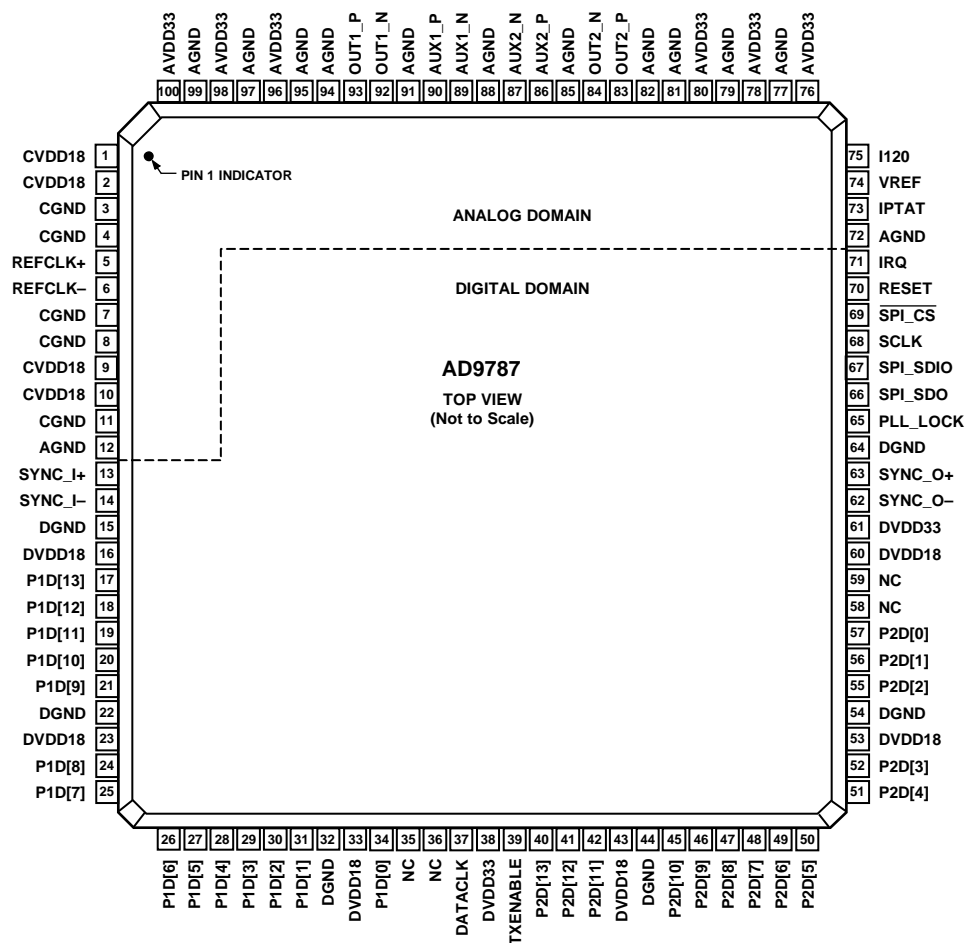 AVDD33
AGND
AVDD33
AGND
AVDD33
AGND
AGND
OUT1_P
OUT1_N
AGND
AUX1_P
AUX1_N
AGND
AUX2_N
AUX2_P
AGND
OUT2_N
OUT2_P
AGND
AGND
AVDD33
AGND
AVDD33
AGND
AVDD33
100 99 98 97 96 95 94 93 92 91 90 89 88 87 86 85 84 83 82 81 80 79 78 77 76
CVDD18 1
CVDD18 2
CGND 3
CGND 4
REFCLK+ 5
REFCLK– 6
CGND 7
CGND 8
CVDD18 9
CVDD18 10
CGND 11
AGND 12
SYNC_I+ 13
SYNC_I– 14
DGND 15
DVDD18 16
P1D[13] 17
P1D[12] 18
P1D[11] 19
P1D[10] 20
P1D[9] 21
DGND 22
DVDD18 23
P1D[8] 24
P1D[7] 25
PIN 1 INDICATOR
ANALOG DOMAIN
DIGITAL DOMAIN
AD9787
TOP VIEW
(Not to Scale)
75 I120
74 VREF
73 IPTAT
72 AGND
71 IRQ
70 RESET
69 SPI_CS
68 SCLK
67 SPI_SDIO
66 SPI_SDO
65 PLL_LOCK
64 DGND
63 SYNC_O+
62 SYNC_O–
61 DVDD33
60 DVDD18
59 NC
58 NC
57 P2D[0]
56 P2D[1]
55 P2D[2]
54 DGND
53 DVDD18
52 P2D[3]
51 P2D[4]
26 27 28 29 30 31 32 33 34 35 36 37 38 39 40 41 42 43 44 45 46 47 48 49 50
P1D[6]
P1D[5]
P1D[4]
P1D[3]
P1D[2]
P1D[1]
DGND
DVDD18
P1D[0]
NC
NC
DATACLK
DVDD33
TXENABLE
P2D[13]
P2D[12]
P2D[11]
DVDD18
DGND
P2D[10]
P2D[9]
P2D[8]
P2D[7]
P2D[6]
P2D[5]